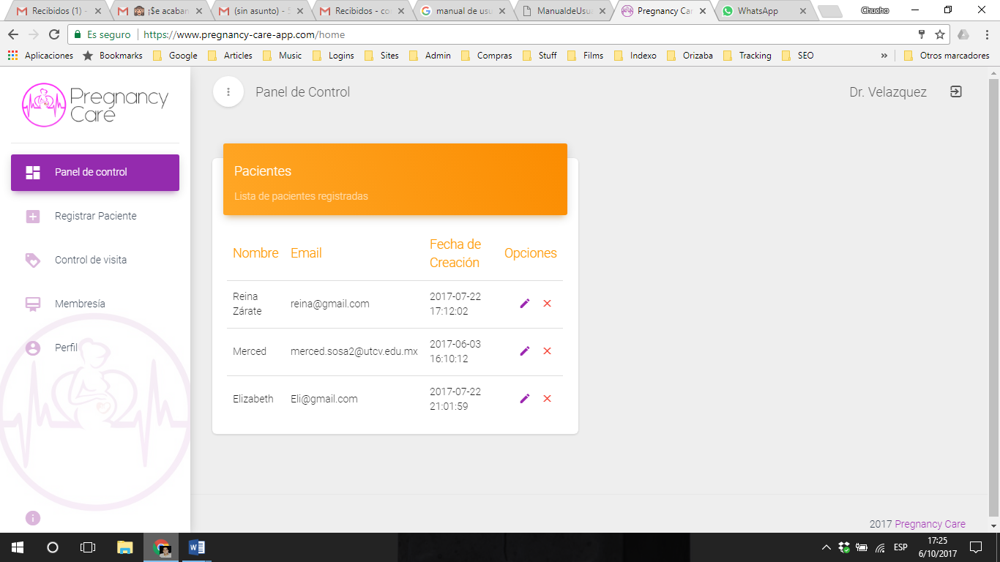 Recibidos (1) -
¡Se acaban
(sin asunto) - 
Recibidos - co
manual de usu
ManualdeUsua
Pregnancy Car
WhatsApp
Chucho
Es seguro
https://www.pregnancy-care-app.com/home
Aplicaciones
Bookmarks
Google
Articles
Music
Logins
Sites
Admin
Compras
Stuff
Films
Indexo
Orizaba
Tracking
SEO
»
Otros marcadores
Pregnancy
Care
Panel de Control
Dr. Velazquez
Panel de control
Registrar Paciente
Control de visita
Membresía
Perfil
Pacientes
Lista de pacientes registradas
Nombre
Email
Fecha de
Creación
Opciones
Reina
Zárate
reina@gmail.com
2017-07-22
17:12:02
Merced
merced.sosa2@utcv.edu.mx
2017-06-03
16:10:12
Elizabeth
Eli@gmail.com
2017-07-22
21:01:59
2017 Pregnancy Care
ESP
17:25
6/10/2017